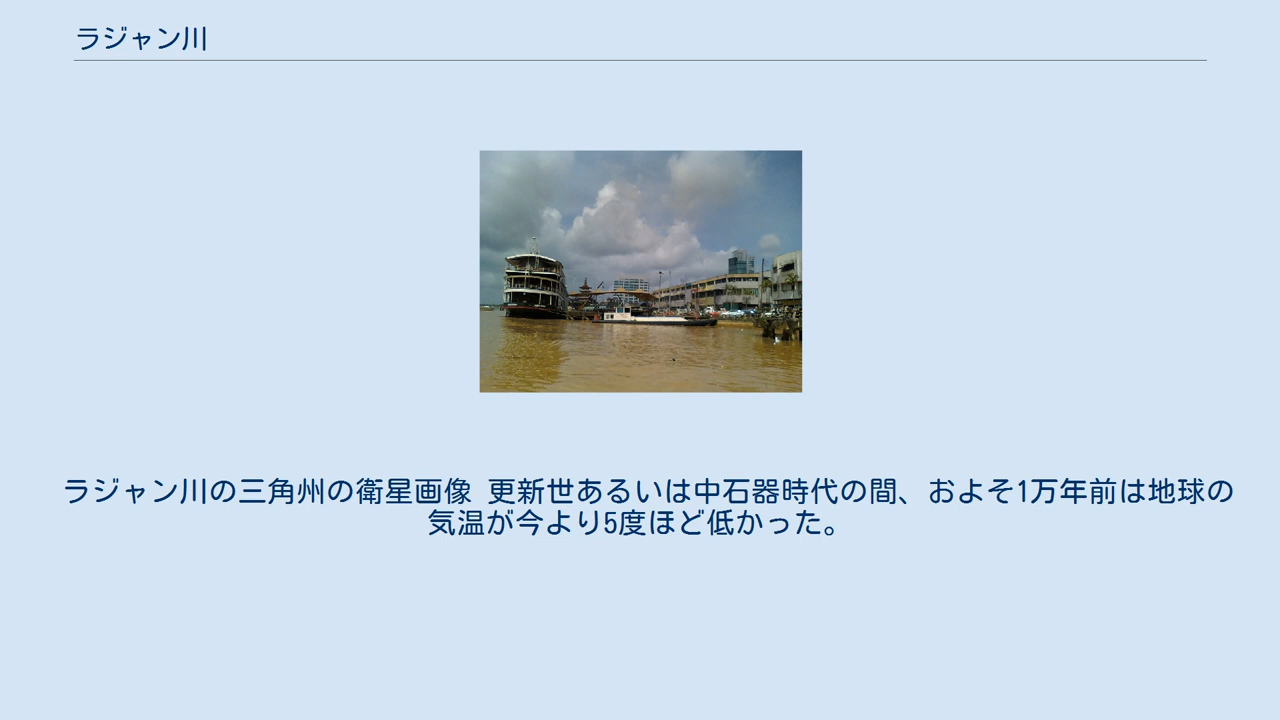 ラジャン川
ラジャン川の三角州の衛星画像 更新世あるいは中石器時代の間、およそ1万年前は地球の
気温が今より5度ほど低かった。